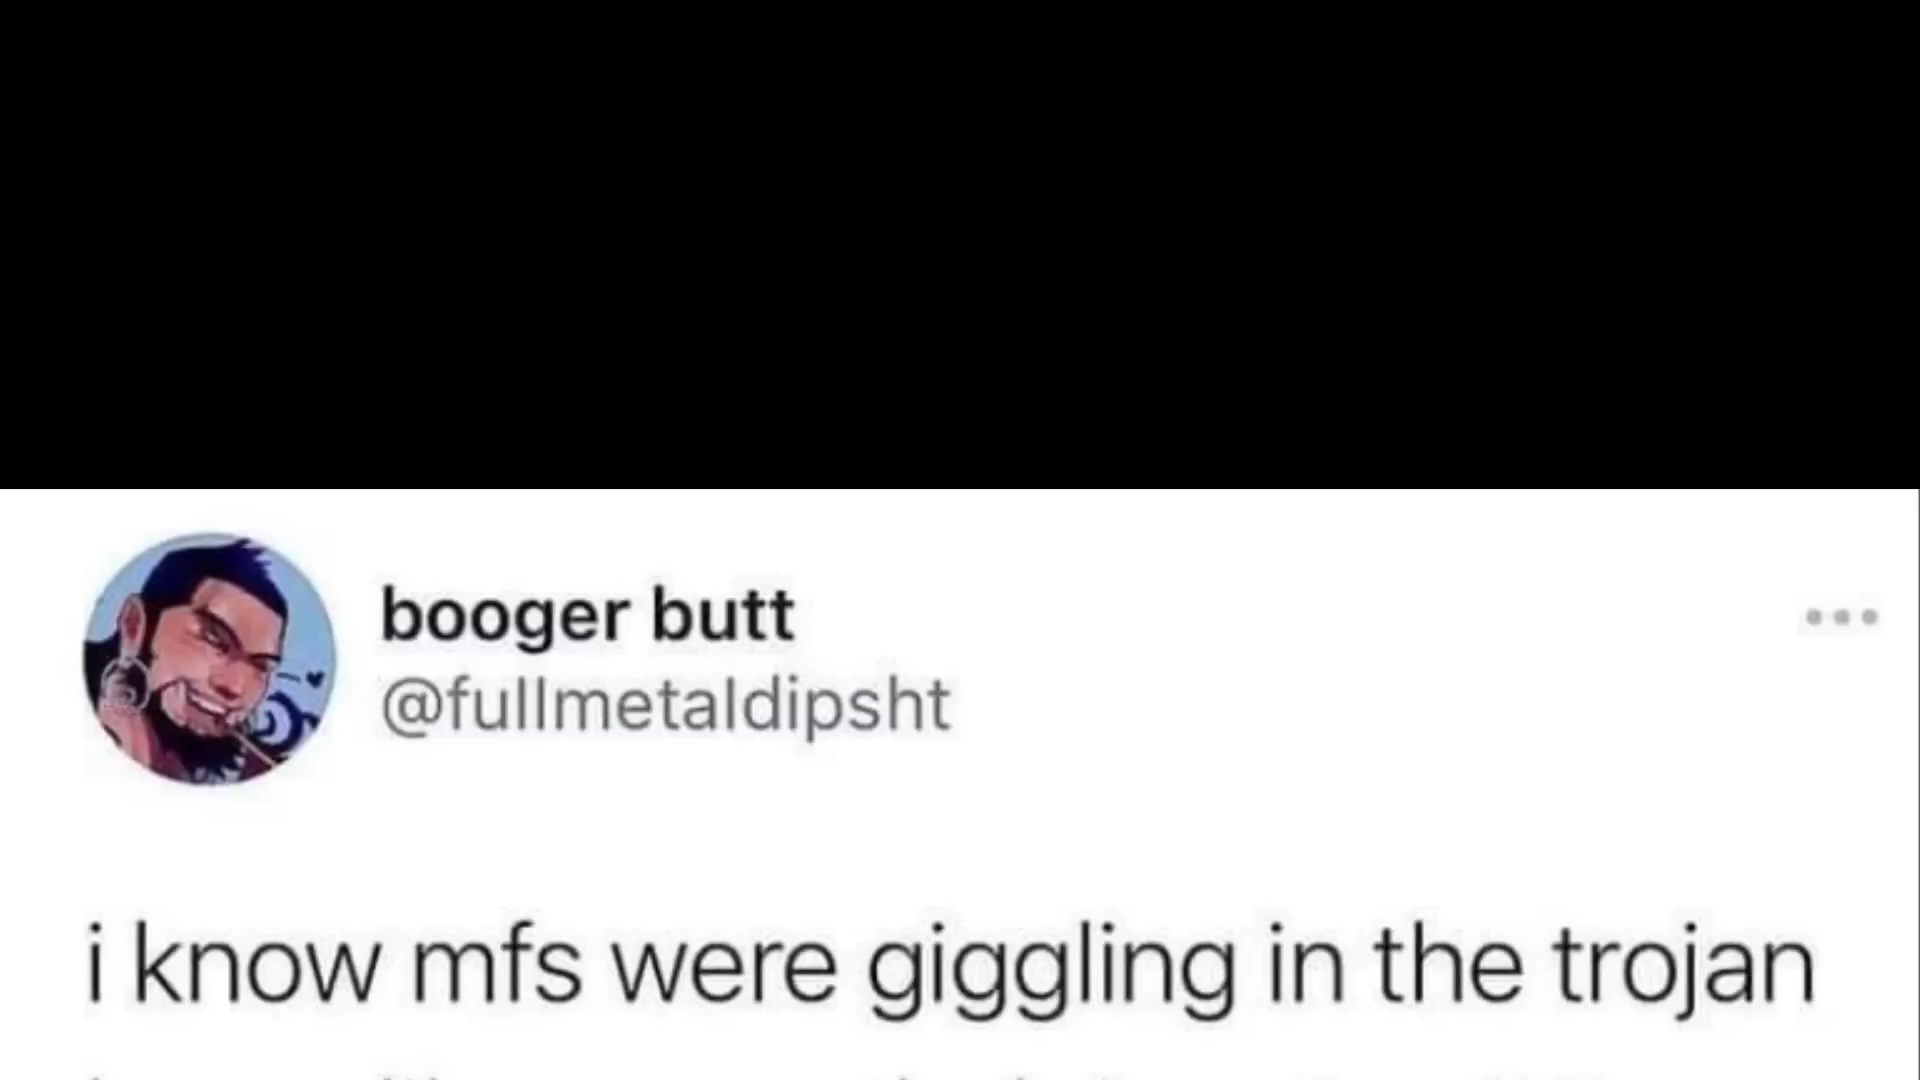 booger butt
@fullmetaldipsht
i know mfs were giggling in the trojan